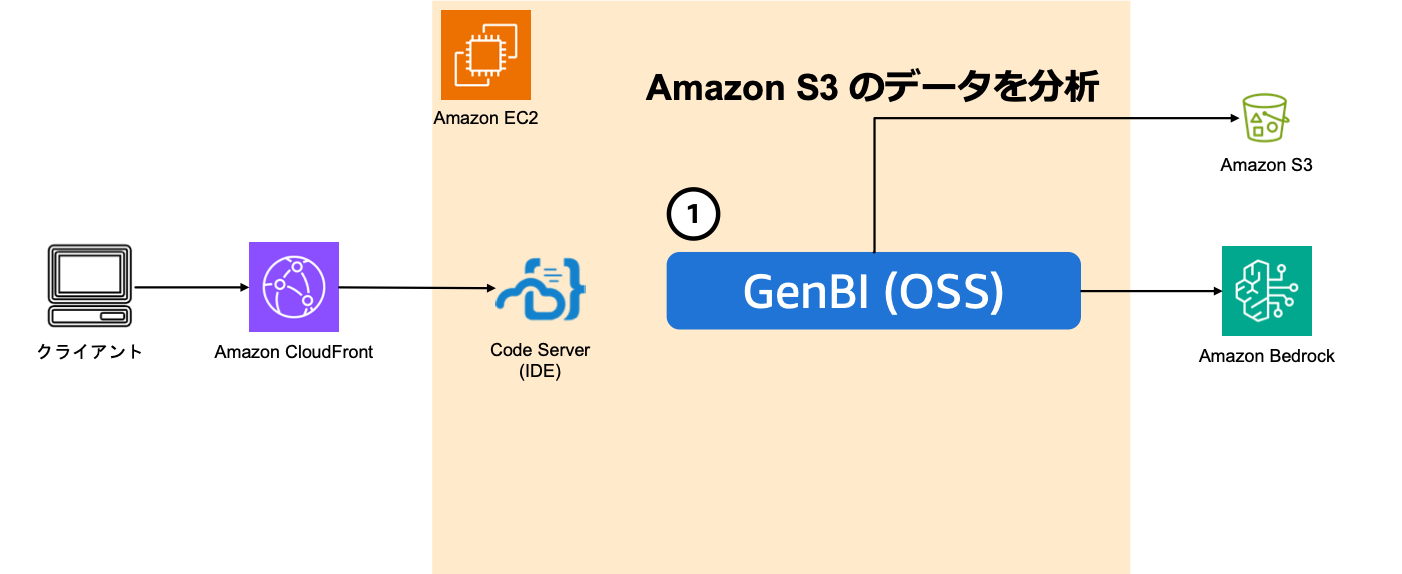 Amazon EC2
Amazon S3 のデータを分析
Amazon S3
1
GenBI (OSS)
クライアント
Amazon CloudFront
Code Server
(IDE)
Amazon Bedrock